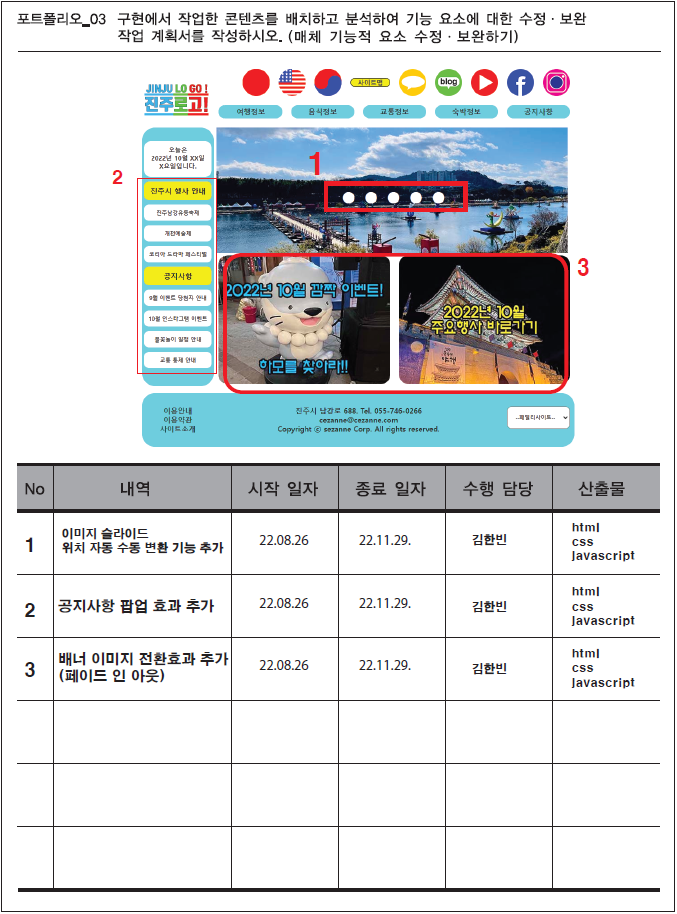 포트폴리오_03 구현에서 작업한 콘텐츠를 배치하고 분석하여 기능 요소에 대한 수정 · 보완
작업 계획서를 작성하시오. (매체 기능적 요소 수정 · 보완하기)
JINJU LO GO !
진주로고!
사이트맵
blog
여행정보 음식정보 교통정보 숙박정보 공지사항
오늘은
2022년 10월 XX일
X요일입니다.
2
진주시 행사 안내
진주남강유등축제
개천예술제
코리아 드라마 페스티벌
공지사항
9월 이벤트 당첨자 안내
10월 인스타그램 이벤트
불꽃놀이 일정 안내
교통 통제 안내
1
3
2022년 10월 깜짝 이벤트!
하모를 찾아라!!
2022년 10월
주요행사 바로가기
이용안내
이용약관
사이트소개
진주시 남강로 688. Tel. 055-746-0266
cezanne@cezanne.com
Copyright ⓒ sezanne Corp. All rights reserved.
..패밀리사이트..
No 내역 시작 일자 종료 일자 수행 담당 산출물
1 이미지 슬라이드
위치 자동 수동 변환 기능 추가 22.08.26 22.11.29. 김한빈 html
css
javascript
2 공지사항 팝업 효과 추가 22.08.26 22.11.29. 김한빈 html
css
javascript
3 배너 이미지 전환효과 추가
(페이드 인 아웃) 22.08.26 22.11.29. 김한빈 html
css
javascript